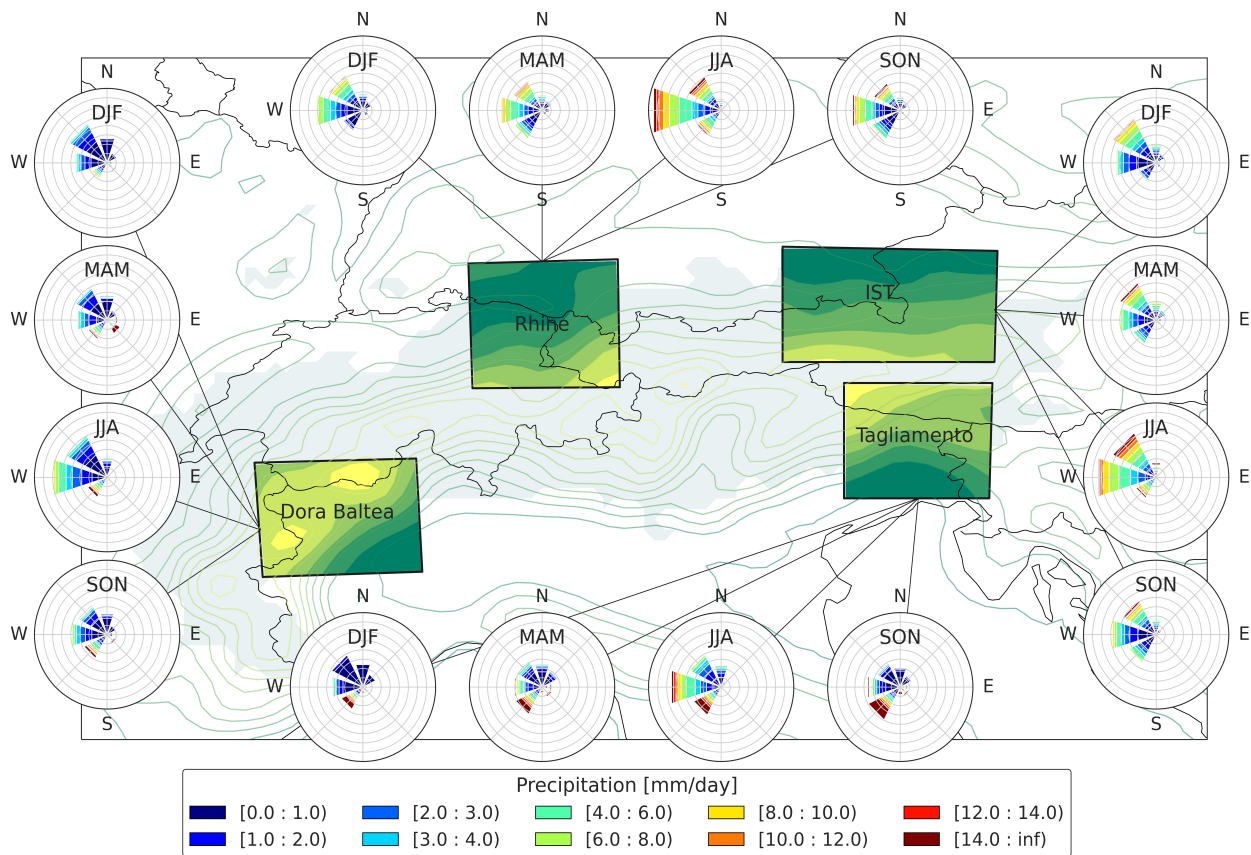 N N N N
DJF MAM JJA SON
W E
S S S S
N
DJF
W E
MAM
W E
JJA
W E
SON
W E
S
N
DJF
W E
MAM
W E
JJA
W E
SON
W E
S
Rhine
IST
Tagliamento
Dora Baltea
N N N N
DJF MAM JJA SON
W E
Precipitation [mm/day]
[0.0 : 1.0) [2.0 : 3.0) [4.0 : 6.0) [8.0 : 10.0) [12.0 : 14.0)
[1.0 : 2.0) [3.0 : 4.0) [6.0 : 8.0) [10.0 : 12.0) [14.0 : inf)